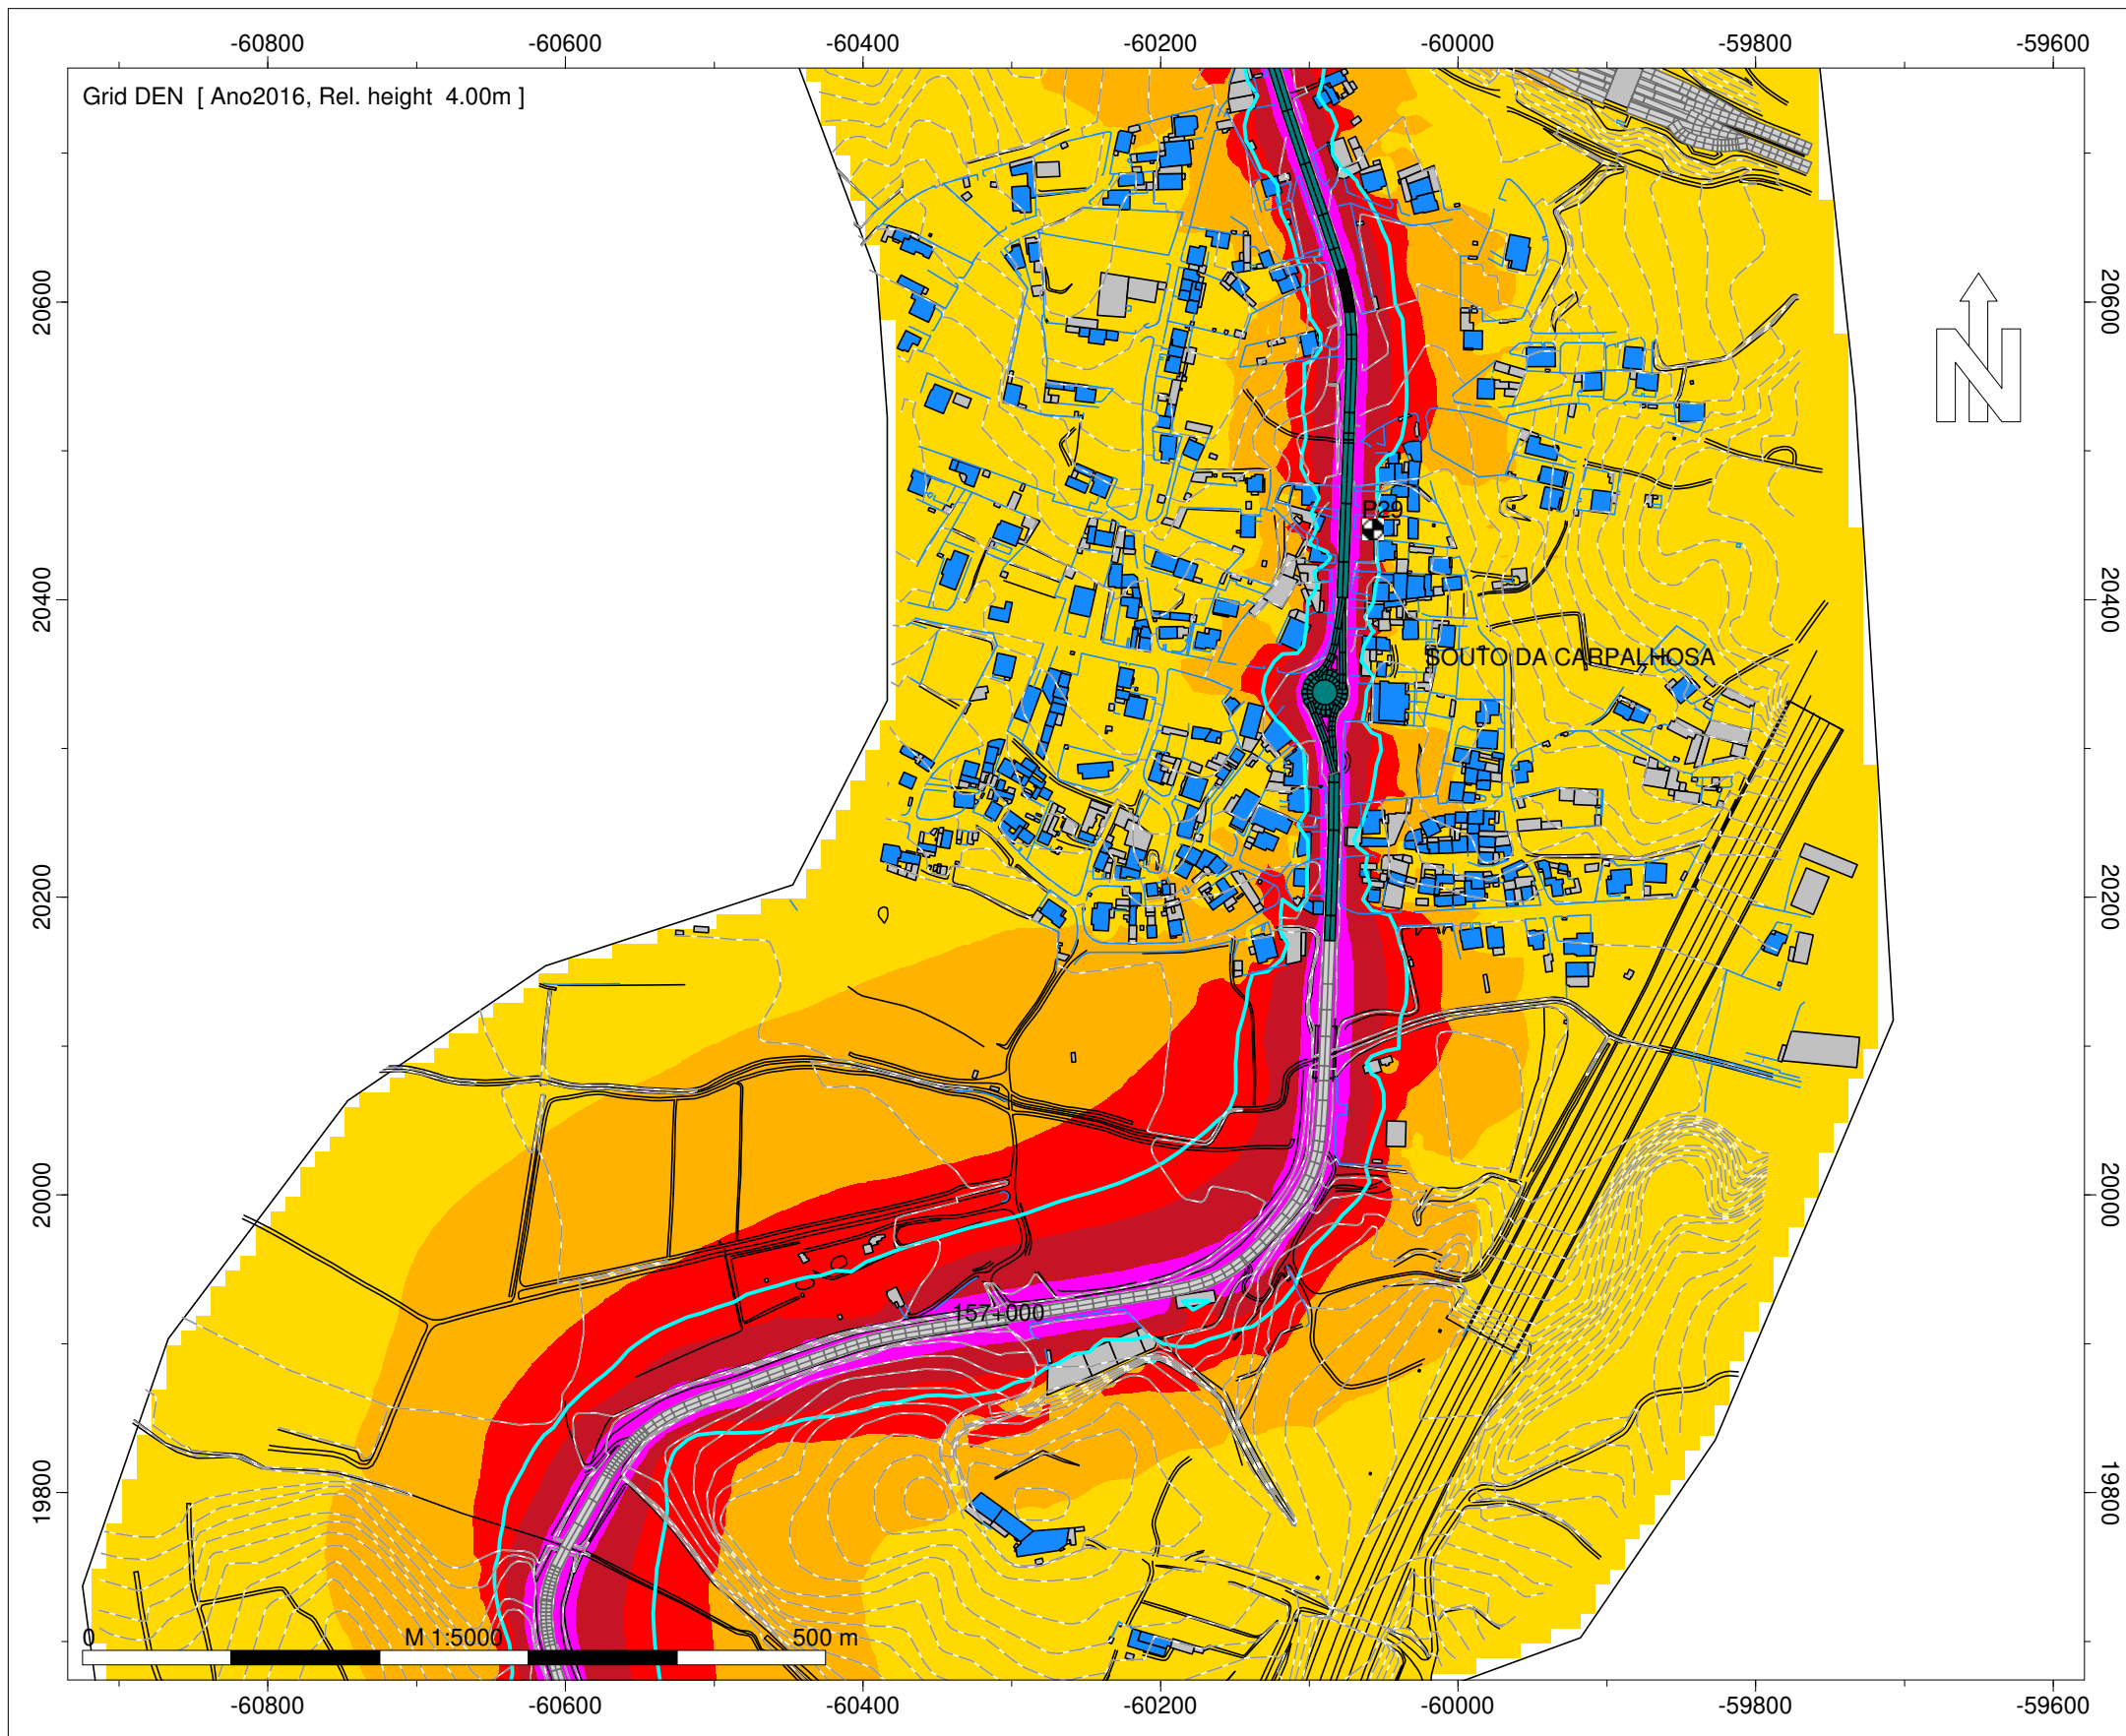 -60800 -60600 -60400 -60200 -60000 -59800 -59600
Grid DEN [ Ano2016, Rel. height 4.00m ]
20600 20600
N
P29
20400 20400
SOUTO DA CARPALHOSA
20200 20200
20000 20000
157+000
19800 19800
0 M 1:5000 500 m
-60800 -60600 -60400 -60200 -60000 -59800 -59600